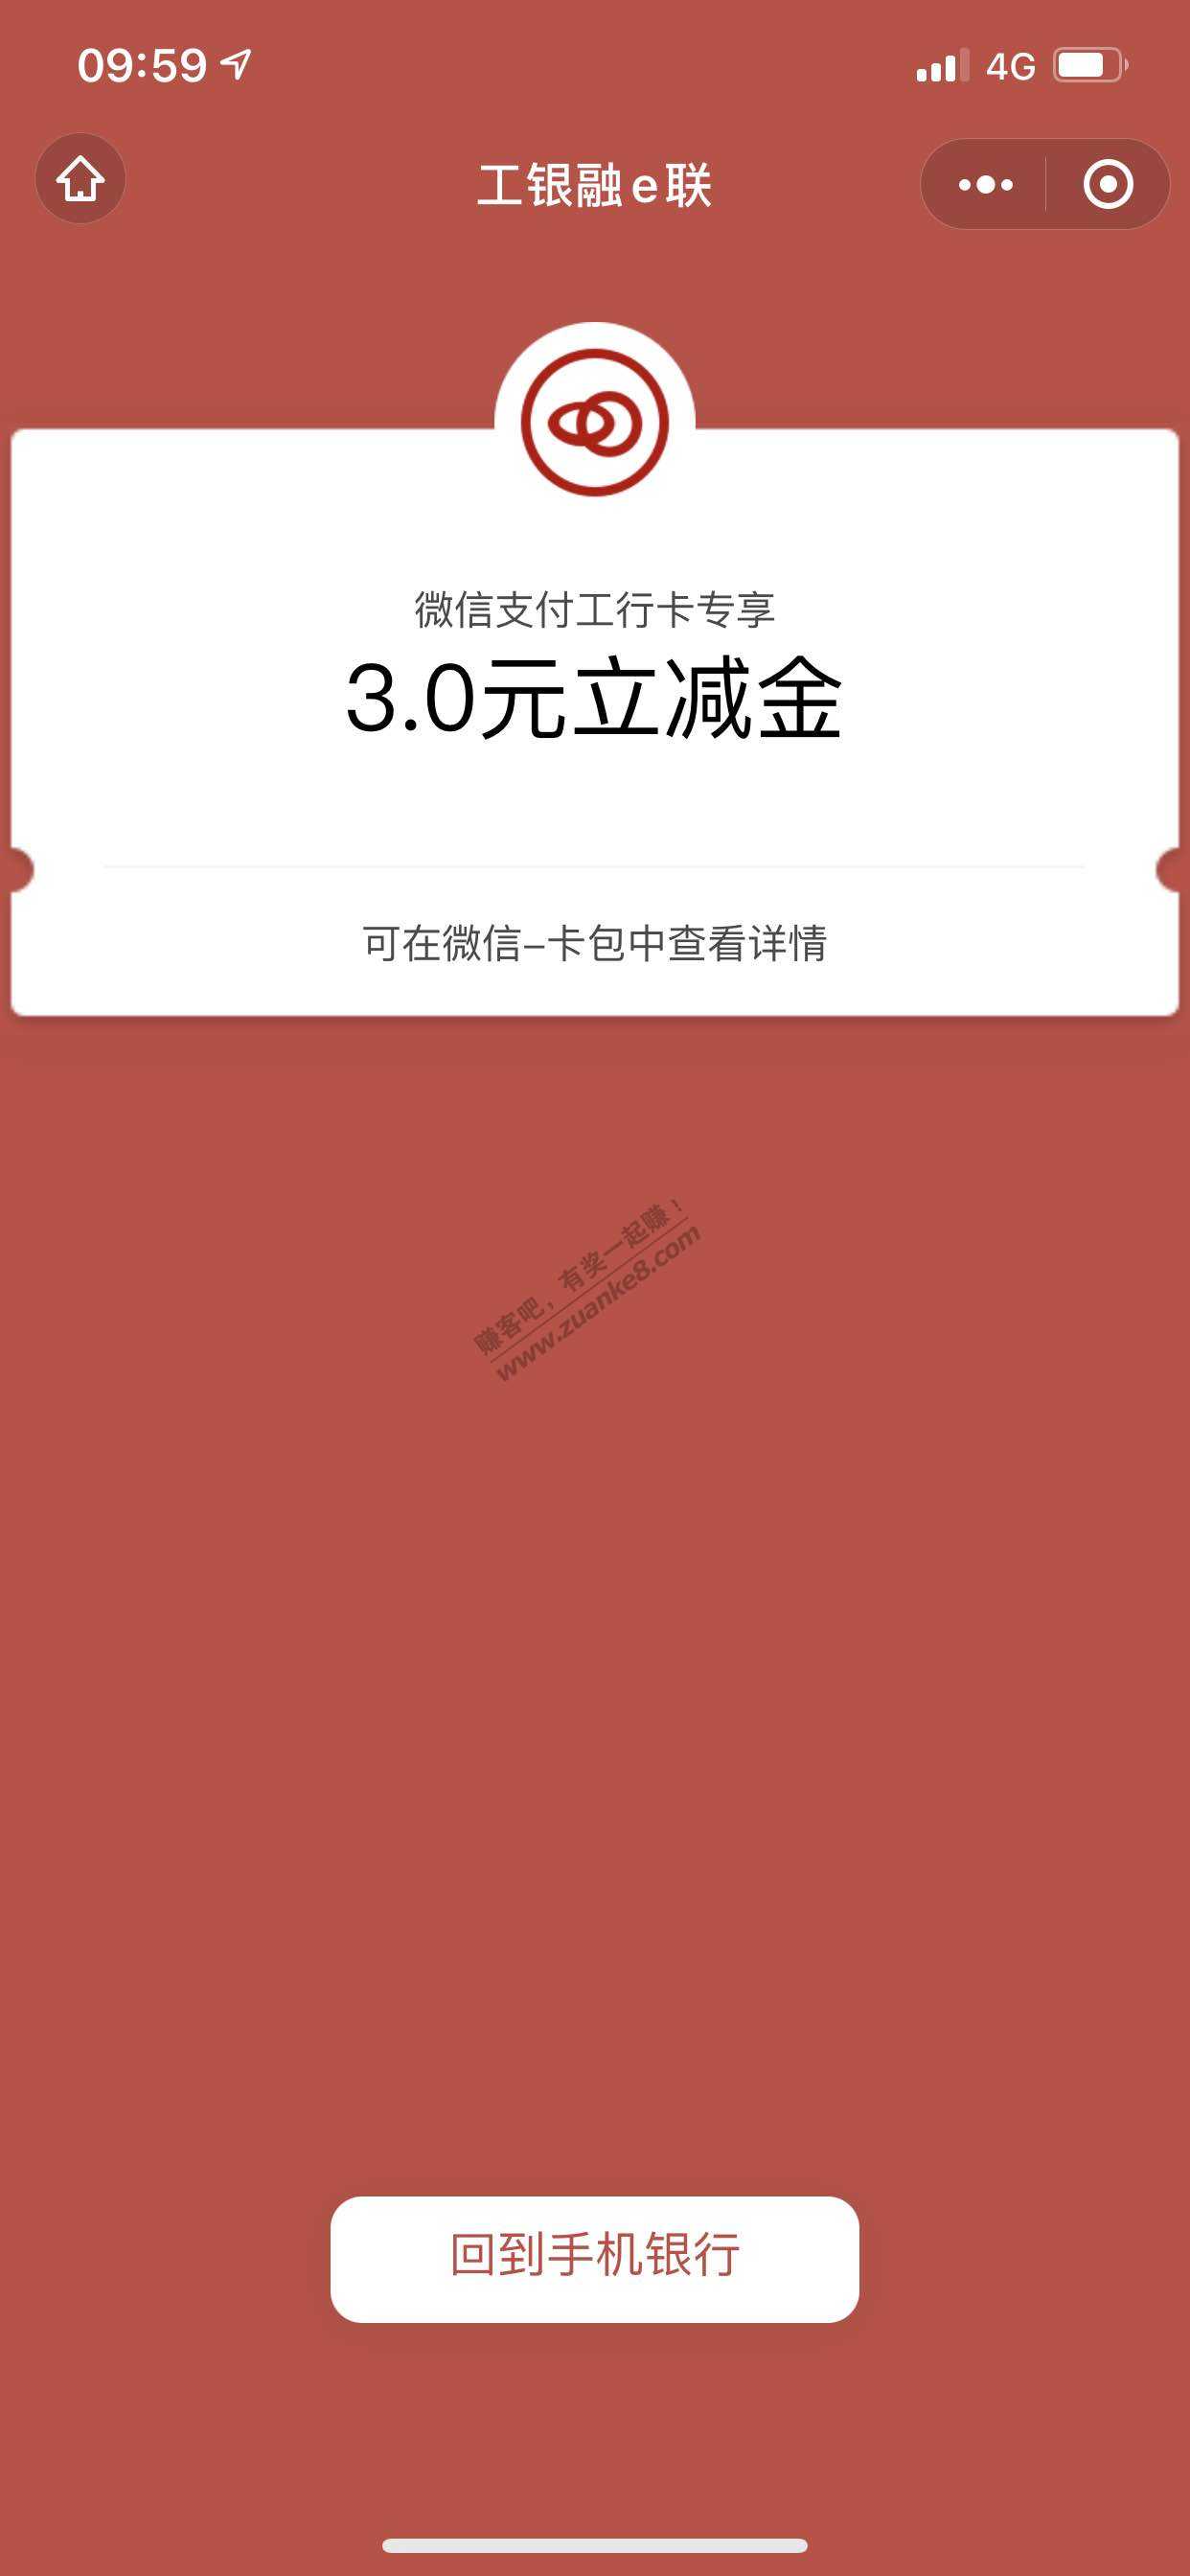 09:59
4G
工银融e联
微信支付工行卡专享
3.0元立减金
可在微信–卡包中查看详情
赚客吧，有奖一起赚！
www.zuanke8.com
回到手机银行